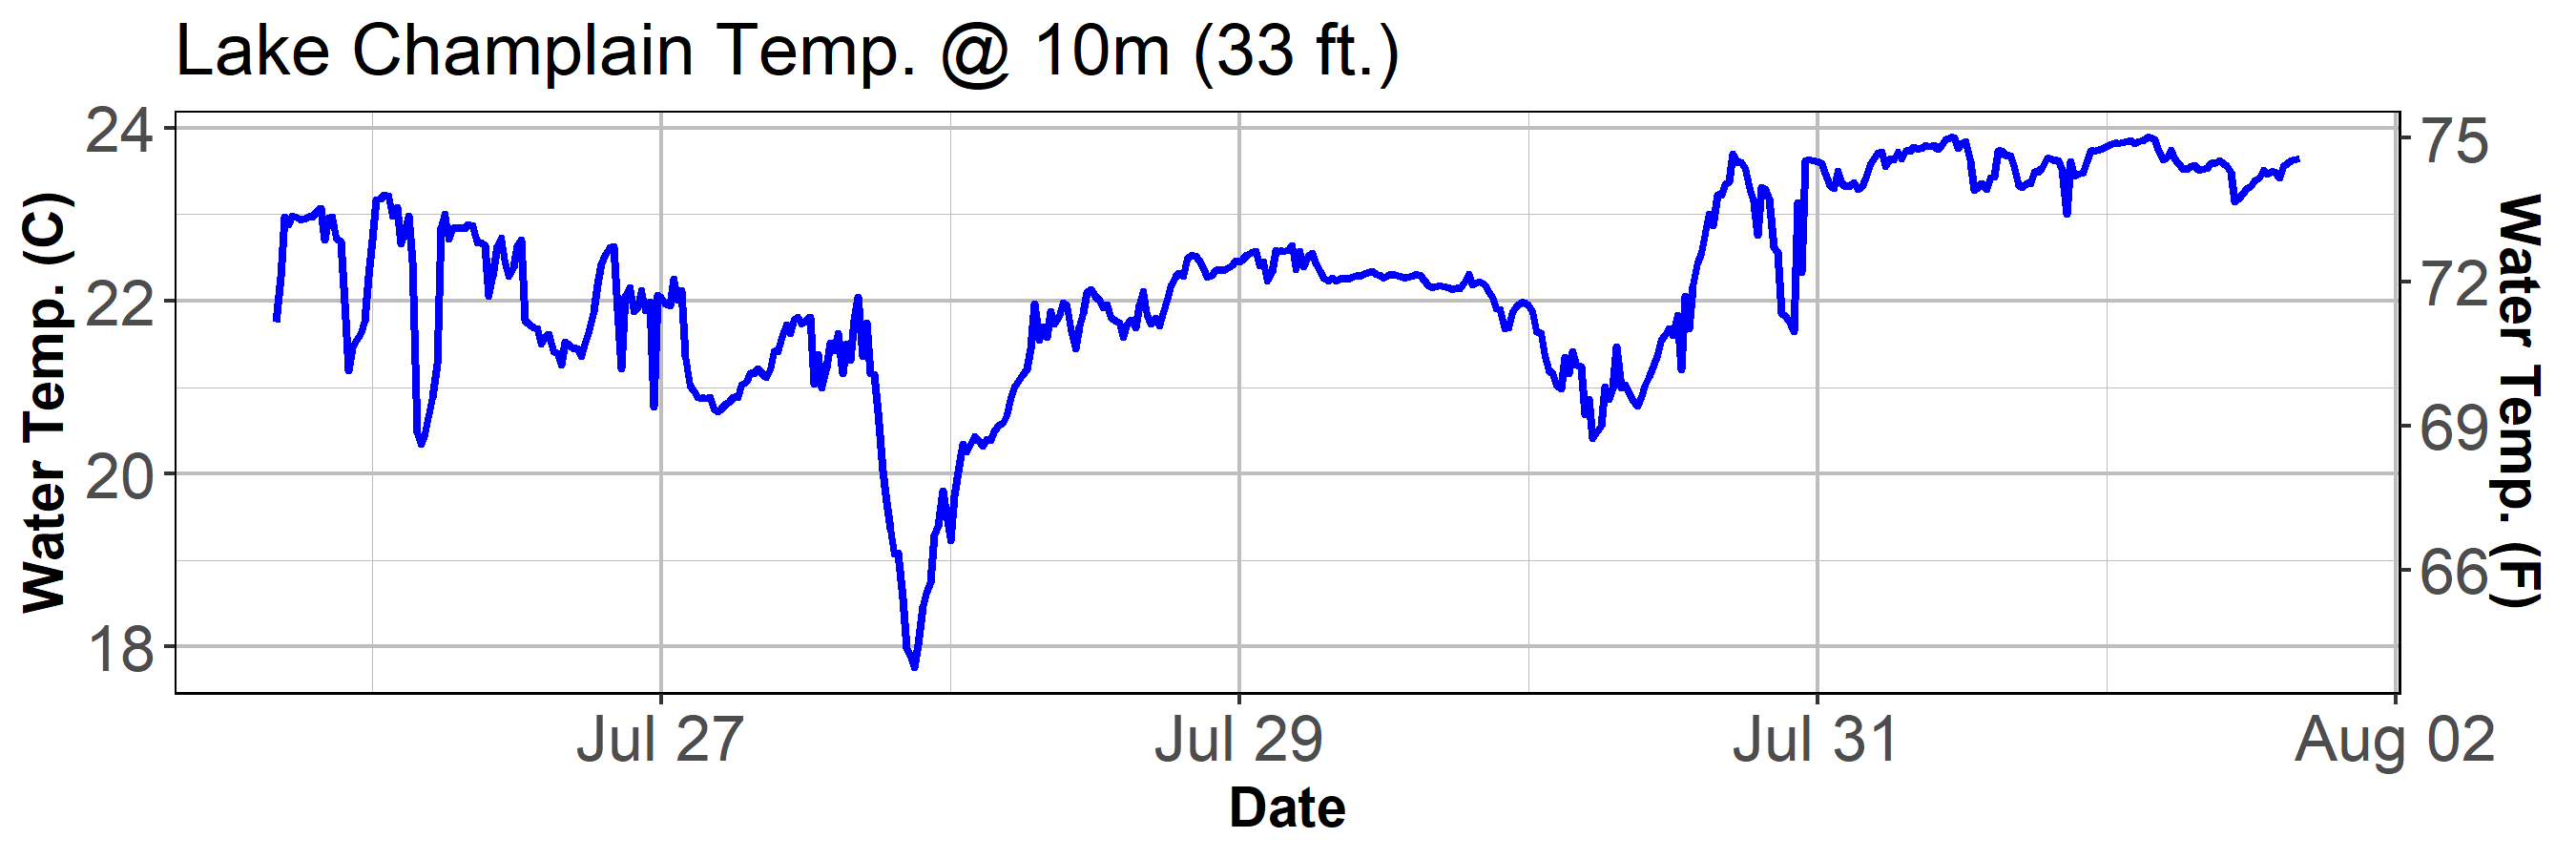 Lake Champlain Temp. @ 10m (33 ft.)
Water Temp. (C)
24
22
20
18
75
72
69
66
Water Temp. (F)
Jul 27
Jul 29
Jul 31
Aug 02
Date